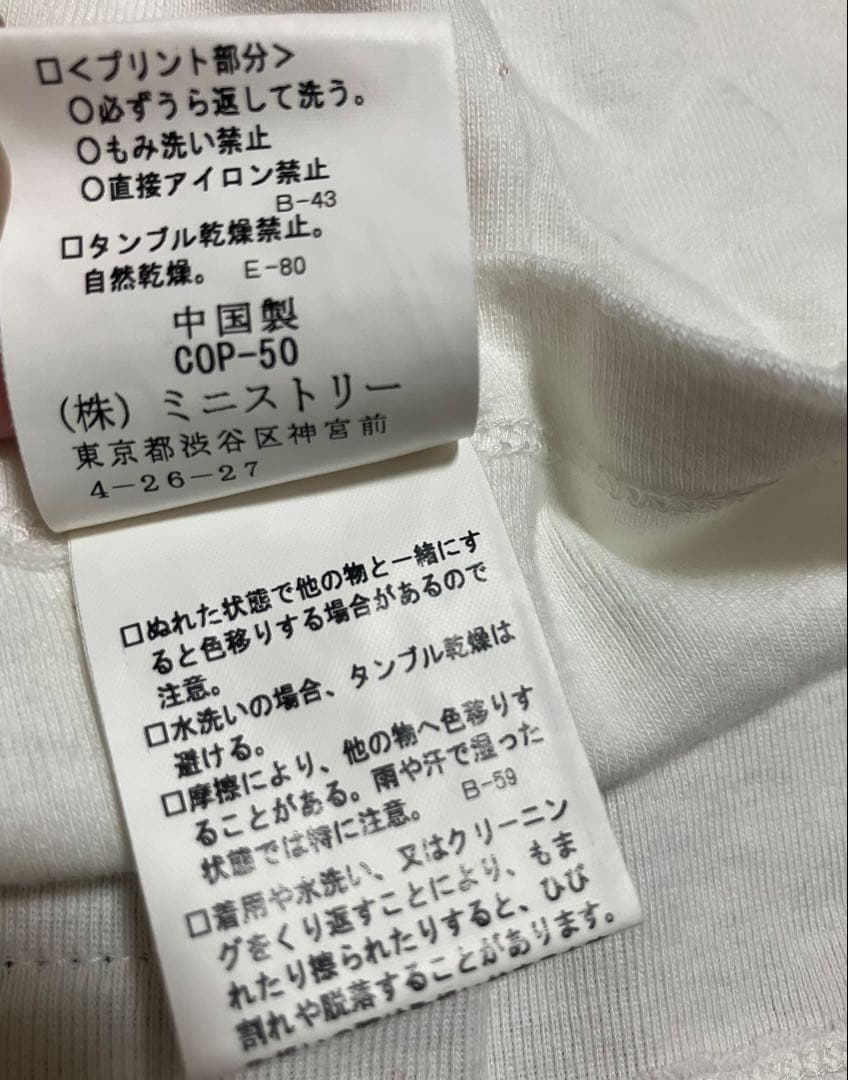 □<プリント部分>
○必ずうら返して洗う。
○もみ洗い禁止
○直接アイロン禁止
B-43
□タンブル乾燥禁止。
自然乾燥。 E-80
中国製
COP-50
(株) ミニストリー
東京都渋谷区神宮前
4-26-27
□ぬれた状態で他の物と一緒にす
ると色移りする場合があるので
注意。
□水洗いの場合、タンブル乾燥は
避ける。
□摩擦により、他の物へ色移りす
ることがある。雨や汗で湿った
状態では特に注意。 B-59
□着用や水洗い、又はクリーニン
グをくり返すことにより、もま
れたり擦られたりすると、ひび
割れや脱落することがあります。